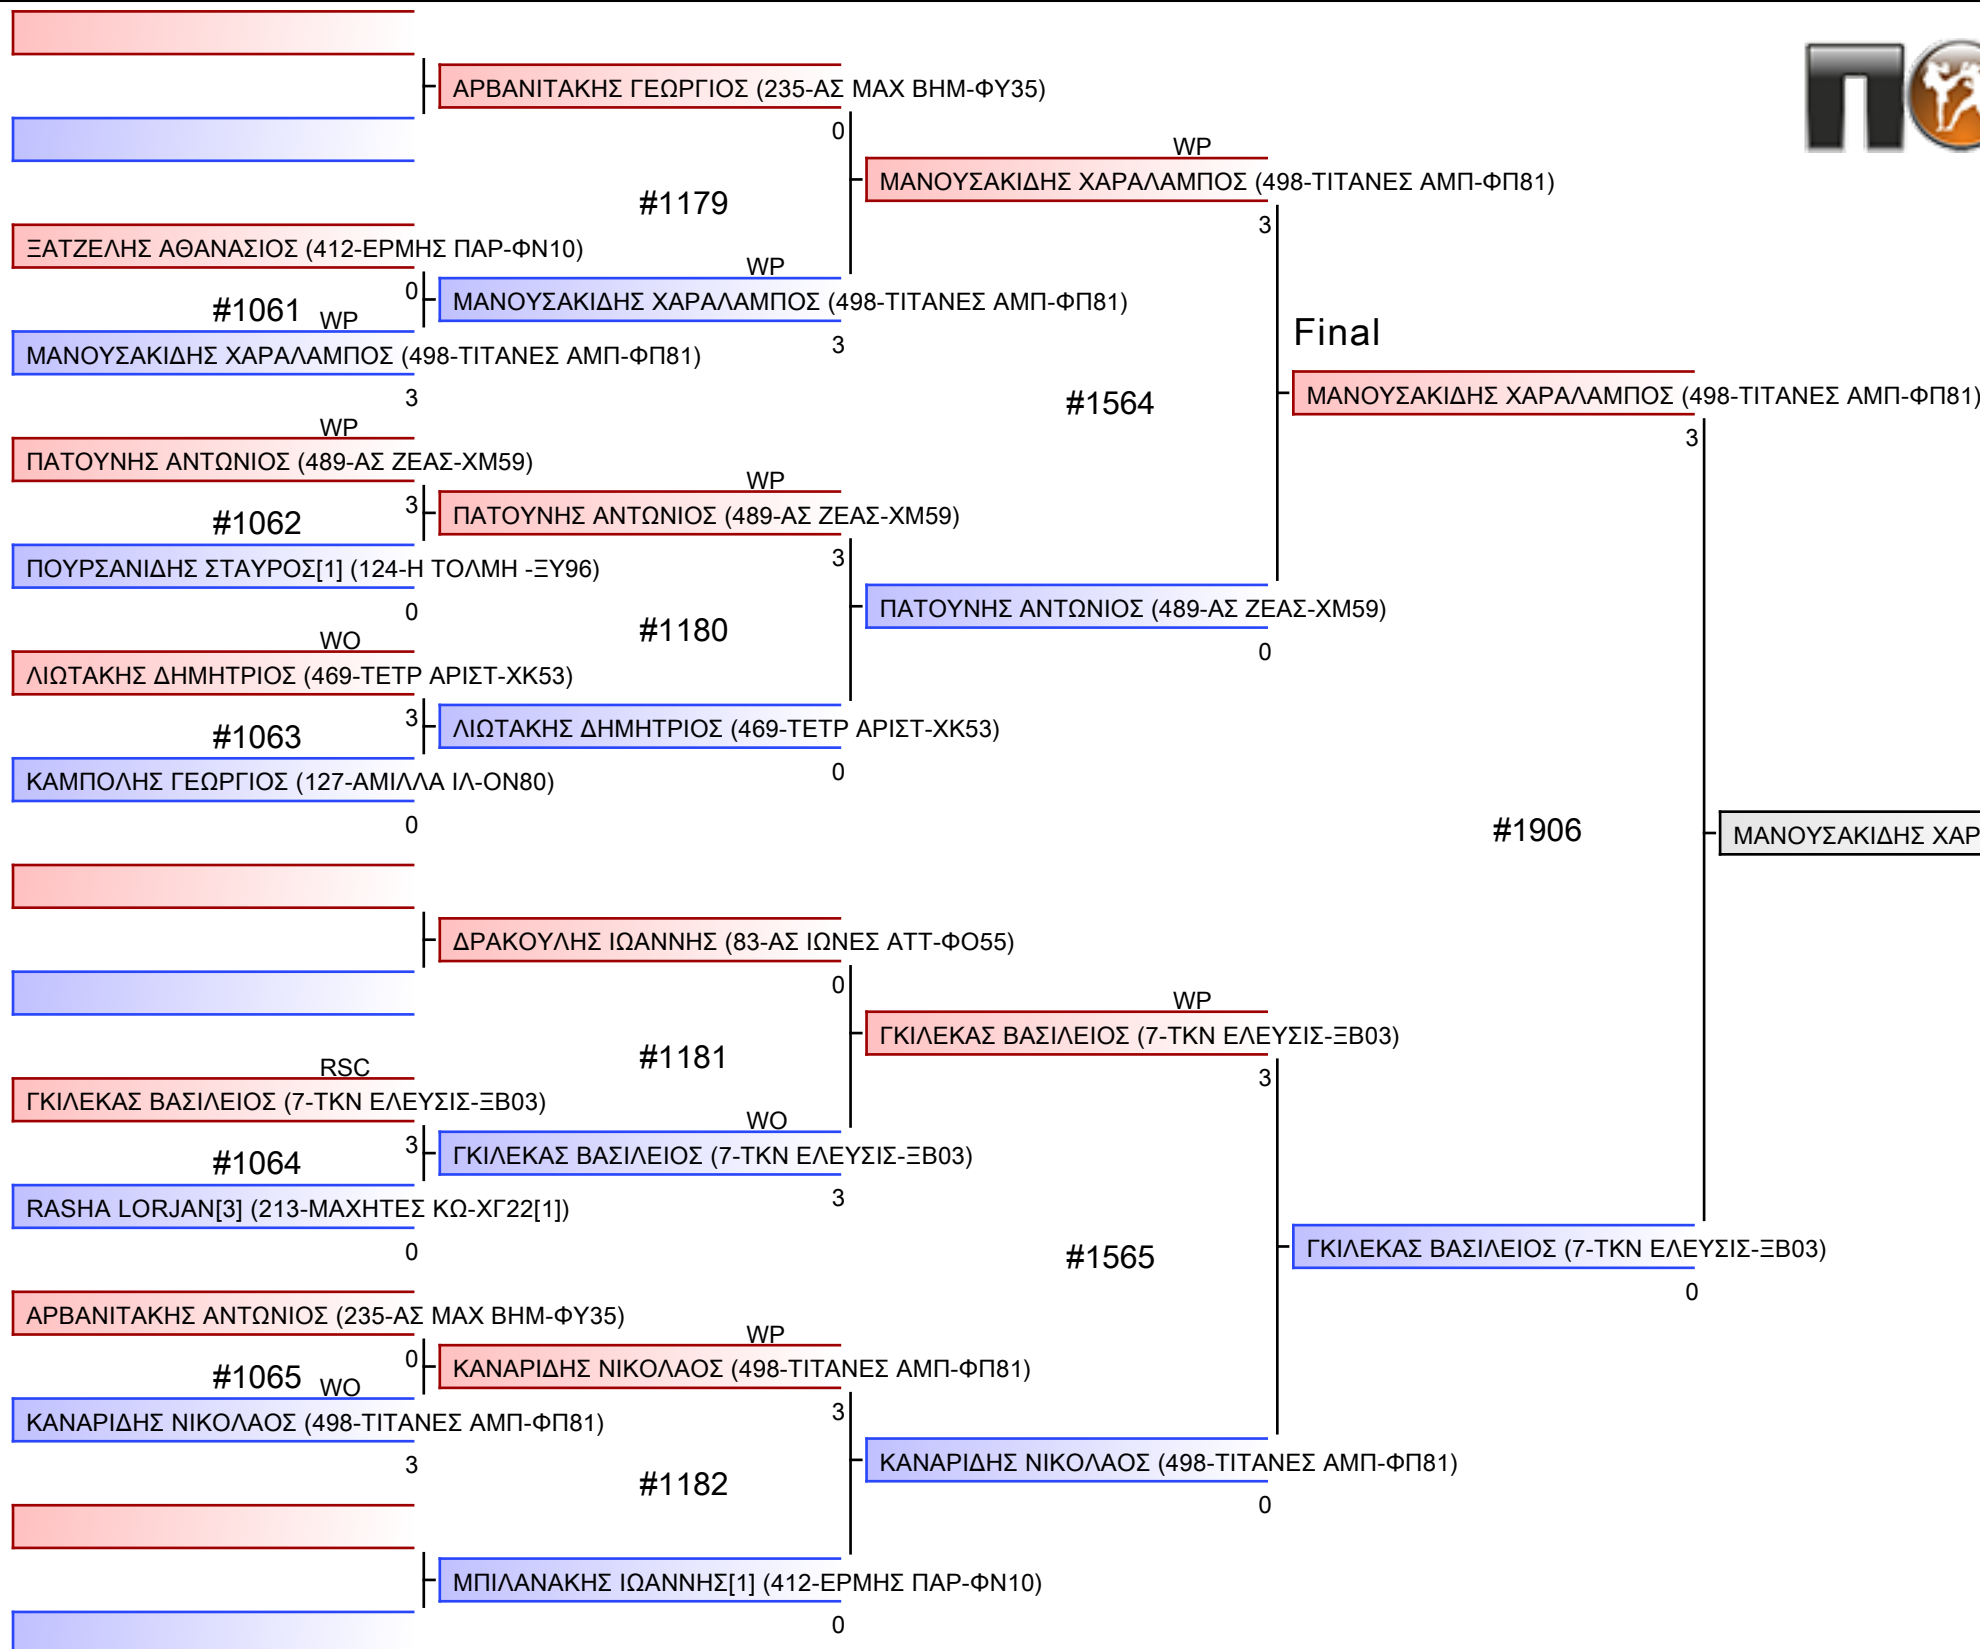 ΑΡΒΑΝΙΤΑΚΗΣ ΓΕΩΡΓΙΟΣ (235-ΑΣ ΜΑΧ ΒΗΜ-ΦΥ35)
0
#1179
ΞΑΤΖΕΛΗΣ ΑΘΑΝΑΣΙΟΣ (412-ΕΡΜΗΣ ΠΑΡ-ΦΝ10)
0
#1061
WP
ΜΑΝΟΥΣΑΚΙΔΗΣ ΧΑΡΑΛΑΜΠΟΣ (498-ΤΙΤΑΝΕΣ ΑΜΠ-ΦΠ81)
3
WP
ΜΑΝΟΥΣΑΚΙΔΗΣ ΧΑΡΑΛΑΜΠΟΣ (498-ΤΙΤΑΝΕΣ ΑΜΠ-ΦΠ81)
3
WP
ΜΑΝΟΥΣΑΚΙΔΗΣ ΧΑΡΑΛΑΜΠΟΣ (498-ΤΙΤΑΝΕΣ ΑΜΠ-ΦΠ81)
3
WP
ΠΑΤΟΥΝΗΣ ΑΝΤΩΝΙΟΣ (489-ΑΣ ΖΕΑΣ-ΧΜ59)
3
#1062
ΠΟΥΡΣΑΝΙΔΗΣ ΣΤΑΥΡΟΣ[1] (124-Η ΤΟΛΜΗ -ΞΥ96)
0
WP
ΠΑΤΟΥΝΗΣ ΑΝΤΩΝΙΟΣ (489-ΑΣ ΖΕΑΣ-ΧΜ59)
3
#1180
WO
ΛΙΩΤΑΚΗΣ ΔΗΜΗΤΡΙΟΣ (469-ΤΕΤΡ ΑΡΙΣΤ-ΧΚ53)
3
#1063
ΚΑΜΠΟΛΗΣ ΓΕΩΡΓΙΟΣ (127-ΑΜΙΛΛΑ ΙΛ-ΟΝ80)
0
ΛΙΩΤΑΚΗΣ ΔΗΜΗΤΡΙΟΣ (469-ΤΕΤΡ ΑΡΙΣΤ-ΧΚ53)
0
#1564
ΠΑΤΟΥΝΗΣ ΑΝΤΩΝΙΟΣ (489-ΑΣ ΖΕΑΣ-ΧΜ59)
0
Final
ΜΑΝΟΥΣΑΚΙΔΗΣ ΧΑΡΑΛΑΜΠΟΣ (498-ΤΙΤΑΝΕΣ ΑΜΠ-ΦΠ81)
3
#1906
ΜΑΝΟΥΣΑΚΙΔΗΣ ΧΑΡ
ΔΡΑΚΟΥΛΗΣ ΙΩΑΝΝΗΣ (83-ΑΣ ΙΩΝΕΣ ΑΤΤ-ΦΟ55)
0
#1181
RSC
ΓΚΙΛΕΚΑΣ ΒΑΣΙΛΕΙΟΣ (7-ΤΚΝ ΕΛΕΥΣΙΣ-ΞΒ03)
3
#1064
RASHA LORJAN[3] (213-ΜΑΧΗΤΕΣ ΚΩ-ΧΓ22[1])
0
WO
ΓΚΙΛΕΚΑΣ ΒΑΣΙΛΕΙΟΣ (7-ΤΚΝ ΕΛΕΥΣΙΣ-ΞΒ03)
3
WP
ΓΚΙΛΕΚΑΣ ΒΑΣΙΛΕΙΟΣ (7-ΤΚΝ ΕΛΕΥΣΙΣ-ΞΒ03)
3
#1565
ΓΚΙΛΕΚΑΣ ΒΑΣΙΛΕΙΟΣ (7-ΤΚΝ ΕΛΕΥΣΙΣ-ΞΒ03)
0
ΑΡΒΑΝΙΤΑΚΗΣ ΑΝΤΩΝΙΟΣ (235-ΑΣ ΜΑΧ ΒΗΜ-ΦΥ35)
0
#1065
WO
ΚΑΝΑΡΙΔΗΣ ΝΙΚΟΛΑΟΣ (498-ΤΙΤΑΝΕΣ ΑΜΠ-ΦΠ81)
3
WP
ΚΑΝΑΡΙΔΗΣ ΝΙΚΟΛΑΟΣ (498-ΤΙΤΑΝΕΣ ΑΜΠ-ΦΠ81)
3
#1182
ΚΑΝΑΡΙΔΗΣ ΝΙΚΟΛΑΟΣ (498-ΤΙΤΑΝΕΣ ΑΜΠ-ΦΠ81)
0
ΜΠΙΛΑΝΑΚΗΣ ΙΩΑΝΝΗΣ[1] (412-ΕΡΜΗΣ ΠΑΡ-ΦΝ10)
0